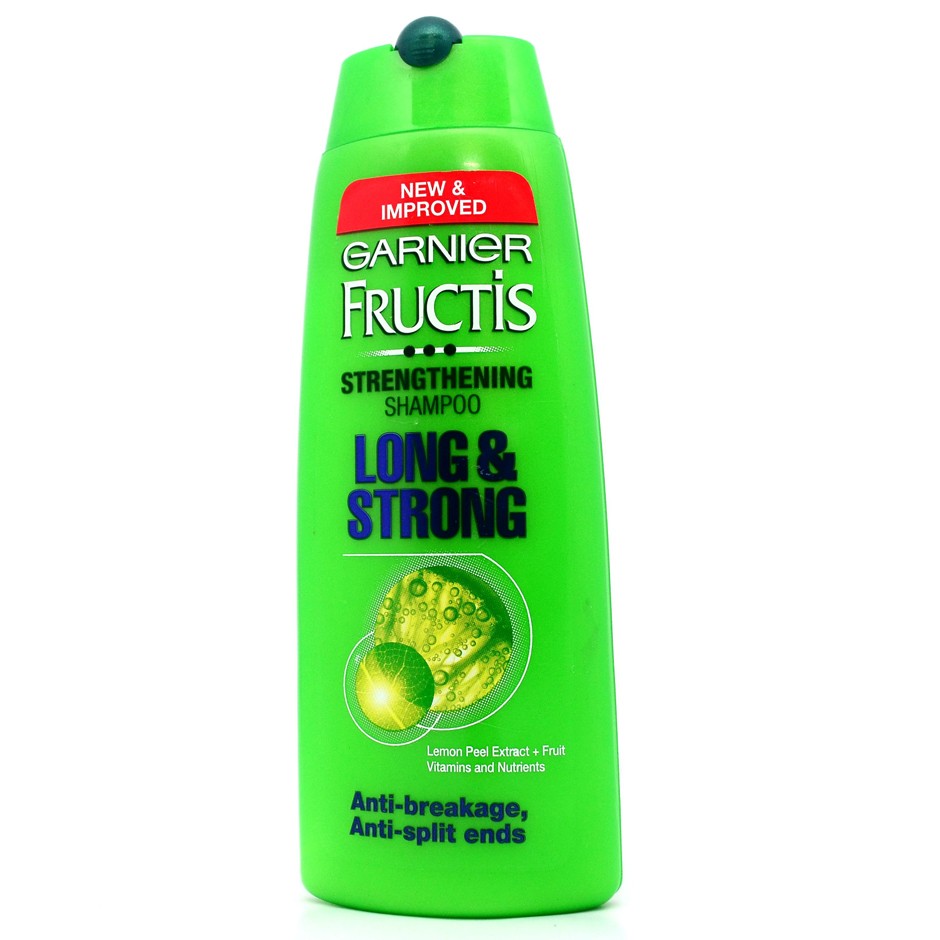 NEW &
IMPROVED
GARNIER
FRUCTIS
STRENGTHENING
SHAMPOO
LONG &
STRONG
Lemon Peel Extract + Fruit
Vitamins and Nutrients
Anti-breakage,
Anti-split ends